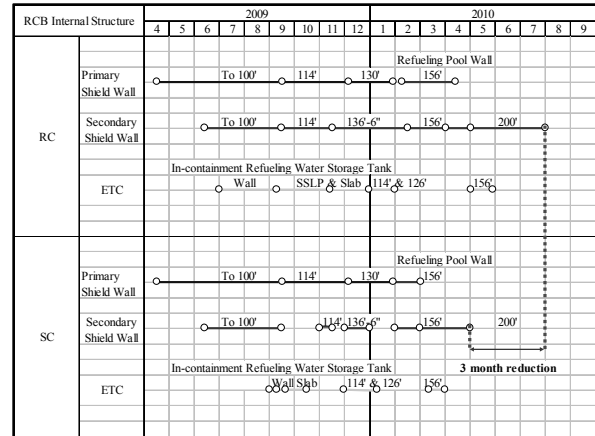 RCB Internal Structure 2009 2010
4 5 6 7 8 9 10 11 12 1 2 3 4 5 6 7 8 9
RC
Refueling Pool Wall
Primary Shield Wall To 100' 114' 130' 156'
Secondary Shield Wall To 100' 114' 136'-6" 156' 200'
In-containment Refueling Water Storage Tank
ETC Wall SSLP & Slab 114' & 126' 156'
SC
Refueling Pool Wall
Primary Shield Wall To 100' 114' 130' 156'
Secondary Shield Wall To 100' 114' 136'-6" 156' 200'
In-containment Refueling Water Storage Tank
3 month reduction
ETC Wall Slab 114' & 126' 156'